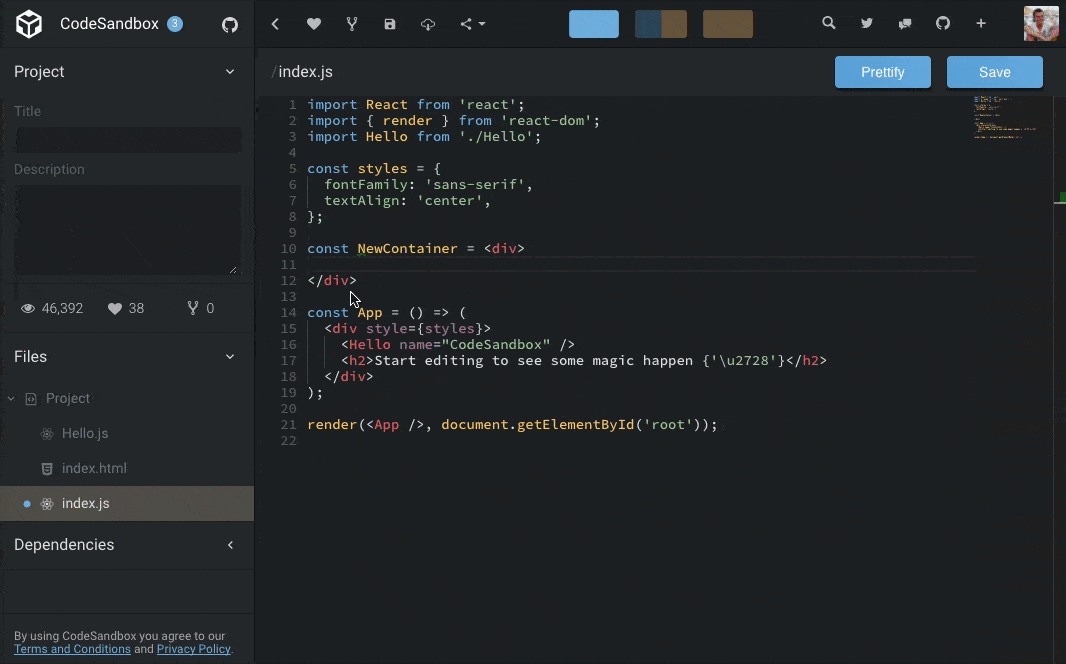 CodeSandbox 3
Project
/index.js
Prettify
Save
Title
Description
46,392
38
0
Files
Project
Hello.js
index.html
index.js
Dependencies
By using CodeSandbox you agree to our
Terms and Conditions and Privacy Policy.
1 import React from 'react';
2 import { render } from 'react-dom';
3 import Hello from './Hello';
4
5 const styles = {
6   fontFamily: 'sans-serif',
7   textAlign: 'center',
8 };
9
10 const NewContainer = <div>
11
12 </div>
13
14 const App = () => (
15   <div style={styles}>
16     <Hello name="CodeSandbox" />
17     <h2>Start editing to see some magic happen {'\u2728'}</h2>
18   </div>
19 );
20
21 render(<App />, document.getElementById('root'));
22